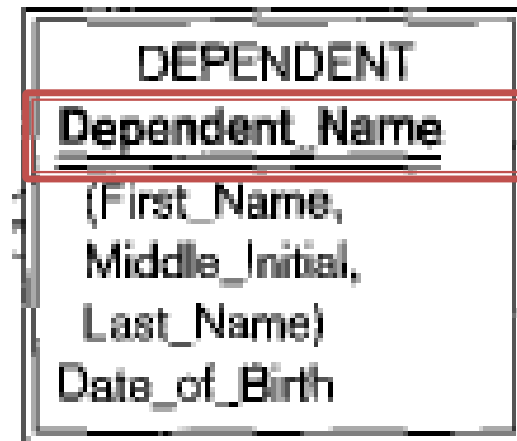 DEPENDENT
Dependent_Name
(First_Name,
Middle_Initial,
Last_Name)
Date_of_Birth